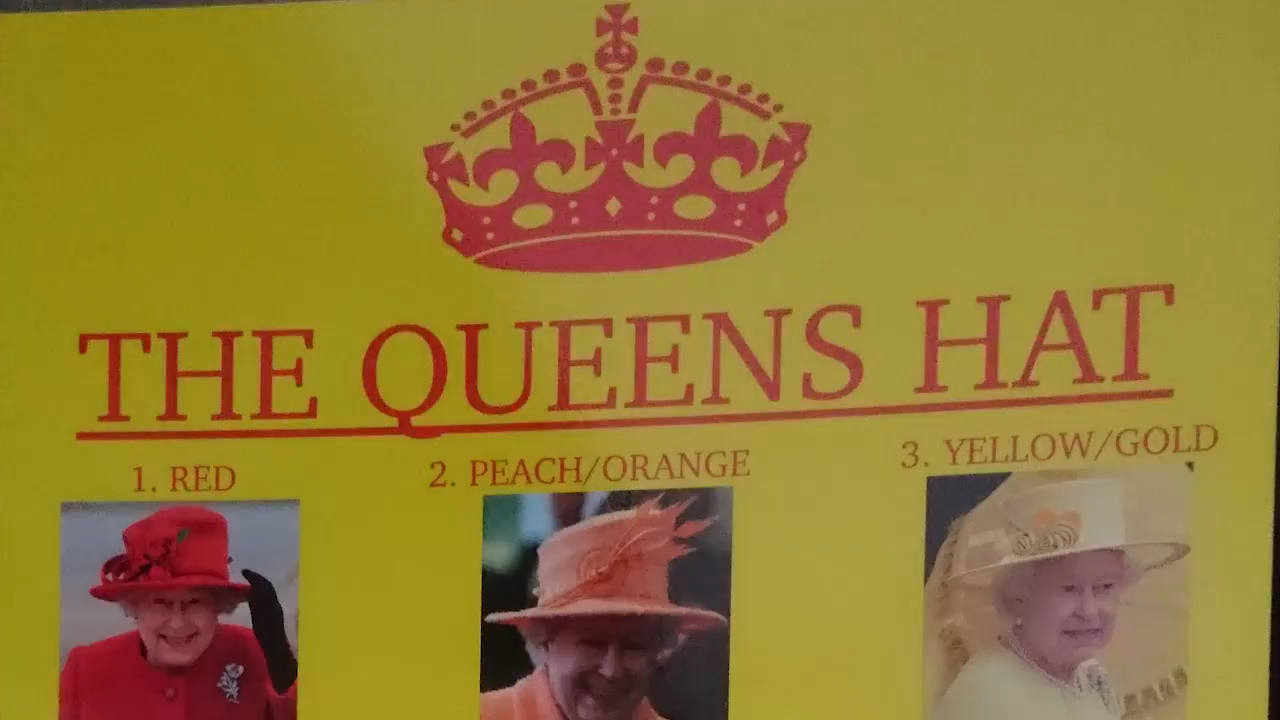 THE QUEENS HAT
1. RED
2. PEACH/ORANGE
3. YELLOW/GOLD